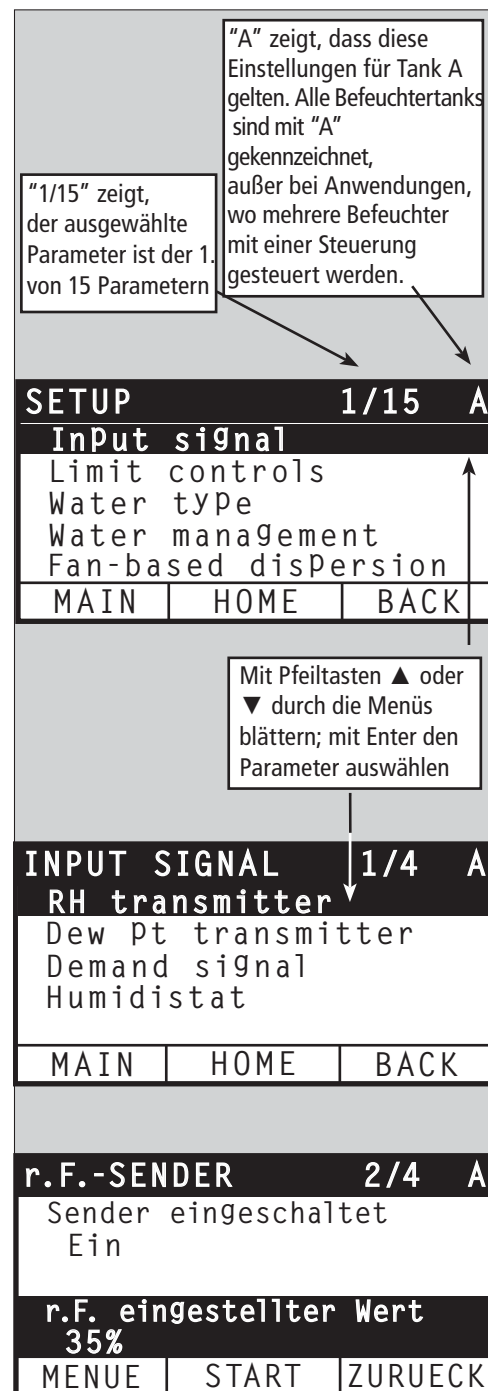 "A" zeigt, dass diese
Einstellungen für Tank A
gelten. Alle Befeuchtertanks
sind mit "A"
gekennzeichnet,
außer bei Anwendungen,
wo mehrere Befeuchter
mit einer Steuerung
gesteuert werden.
"1/15" zeigt,
der ausgewählte
Parameter ist der 1.
von 15 Parametern
SETUP 1/15 A
Input signal
Limit controls
Water type
Water management
Fan-based dispersion
MAIN HOME BACK
Mit Pfeiltasten ▲ oder
▼ durch die Menüs
blättern; mit Enter den
Parameter auswählen
INPUT SIGNAL 1/4 A
RH transmitter
Dew pt transmitter
Demand signal
Humidistat
MAIN HOME BACK
r.F.-SENDER 2/4 A
Sender eingeschaltet
Ein
r.F. eingestellter Wert
35%
MENUE START ZURUECK